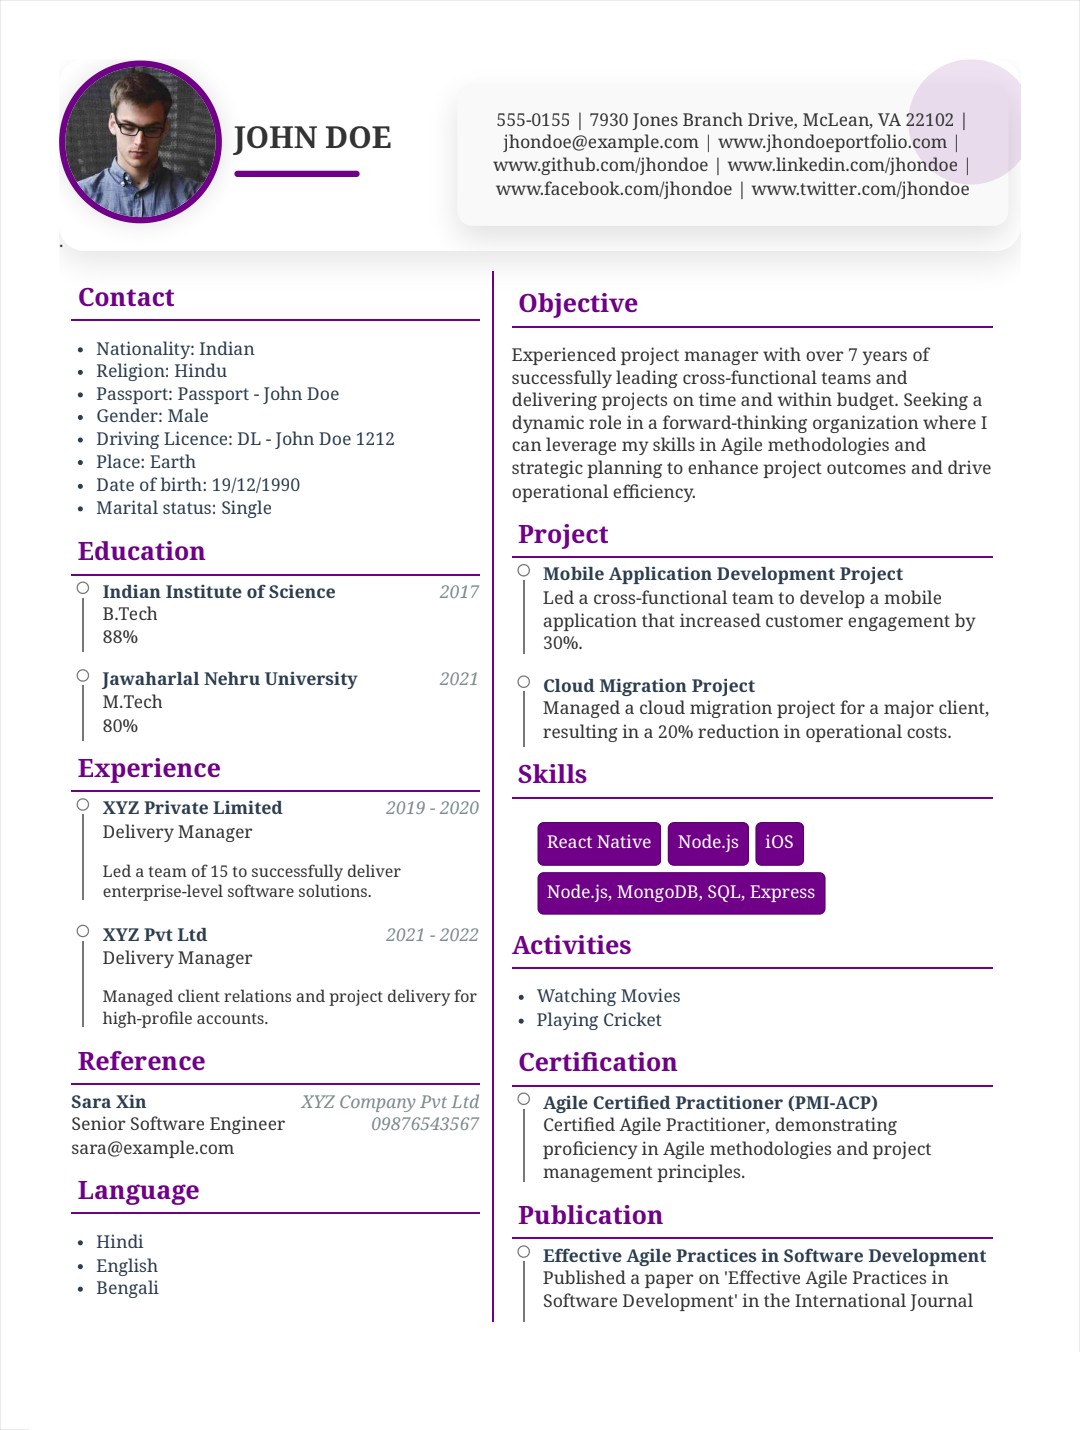 JOHN DOE
555-0155 | 7930 Jones Branch Drive, McLean, VA 22102 |
jhondoe@example.com | www.jhondoeportfolio.com |
www.github.com/jhondoe | www.linkedin.com/jhondoe |
www.facebook.com/jhondoe | www.twitter.com/jhondoe
.
Contact
• Nationality: Indian
• Religion: Hindu
• Passport: Passport - John Doe
• Gender: Male
• Driving Licence: DL - John Doe 1212
• Place: Earth
• Date of birth: 19/12/1990
• Marital status: Single
Education
Indian Institute of Science 2017
B.Tech
88%
Jawaharlal Nehru University 2021
M.Tech
80%
Experience
XYZ Private Limited 2019 - 2020
Delivery Manager
Led a team of 15 to successfully deliver
enterprise-level software solutions.
XYZ Pvt Ltd 2021 - 2022
Delivery Manager
Managed client relations and project delivery for
high-profile accounts.
Reference
Sara Xin XYZ Company Pvt Ltd
Senior Software Engineer 09876543567
sara@example.com
Language
• Hindi
• English
• Bengali
Objective
Experienced project manager with over 7 years of
successfully leading cross-functional teams and
delivering projects on time and within budget. Seeking a
dynamic role in a forward-thinking organization where I
can leverage my skills in Agile methodologies and
strategic planning to enhance project outcomes and drive
operational efficiency.
Project
Mobile Application Development Project
Led a cross-functional team to develop a mobile
application that increased customer engagement by
30%.
Cloud Migration Project
Managed a cloud migration project for a major client,
resulting in a 20% reduction in operational costs.
Skills
React Native Node.js iOS
Node.js, MongoDB, SQL, Express
Activities
• Watching Movies
• Playing Cricket
Certification
Agile Certified Practitioner (PMI-ACP)
Certified Agile Practitioner, demonstrating
proficiency in Agile methodologies and project
management principles.
Publication
Effective Agile Practices in Software Development
Published a paper on 'Effective Agile Practices in
Software Development' in the International Journal